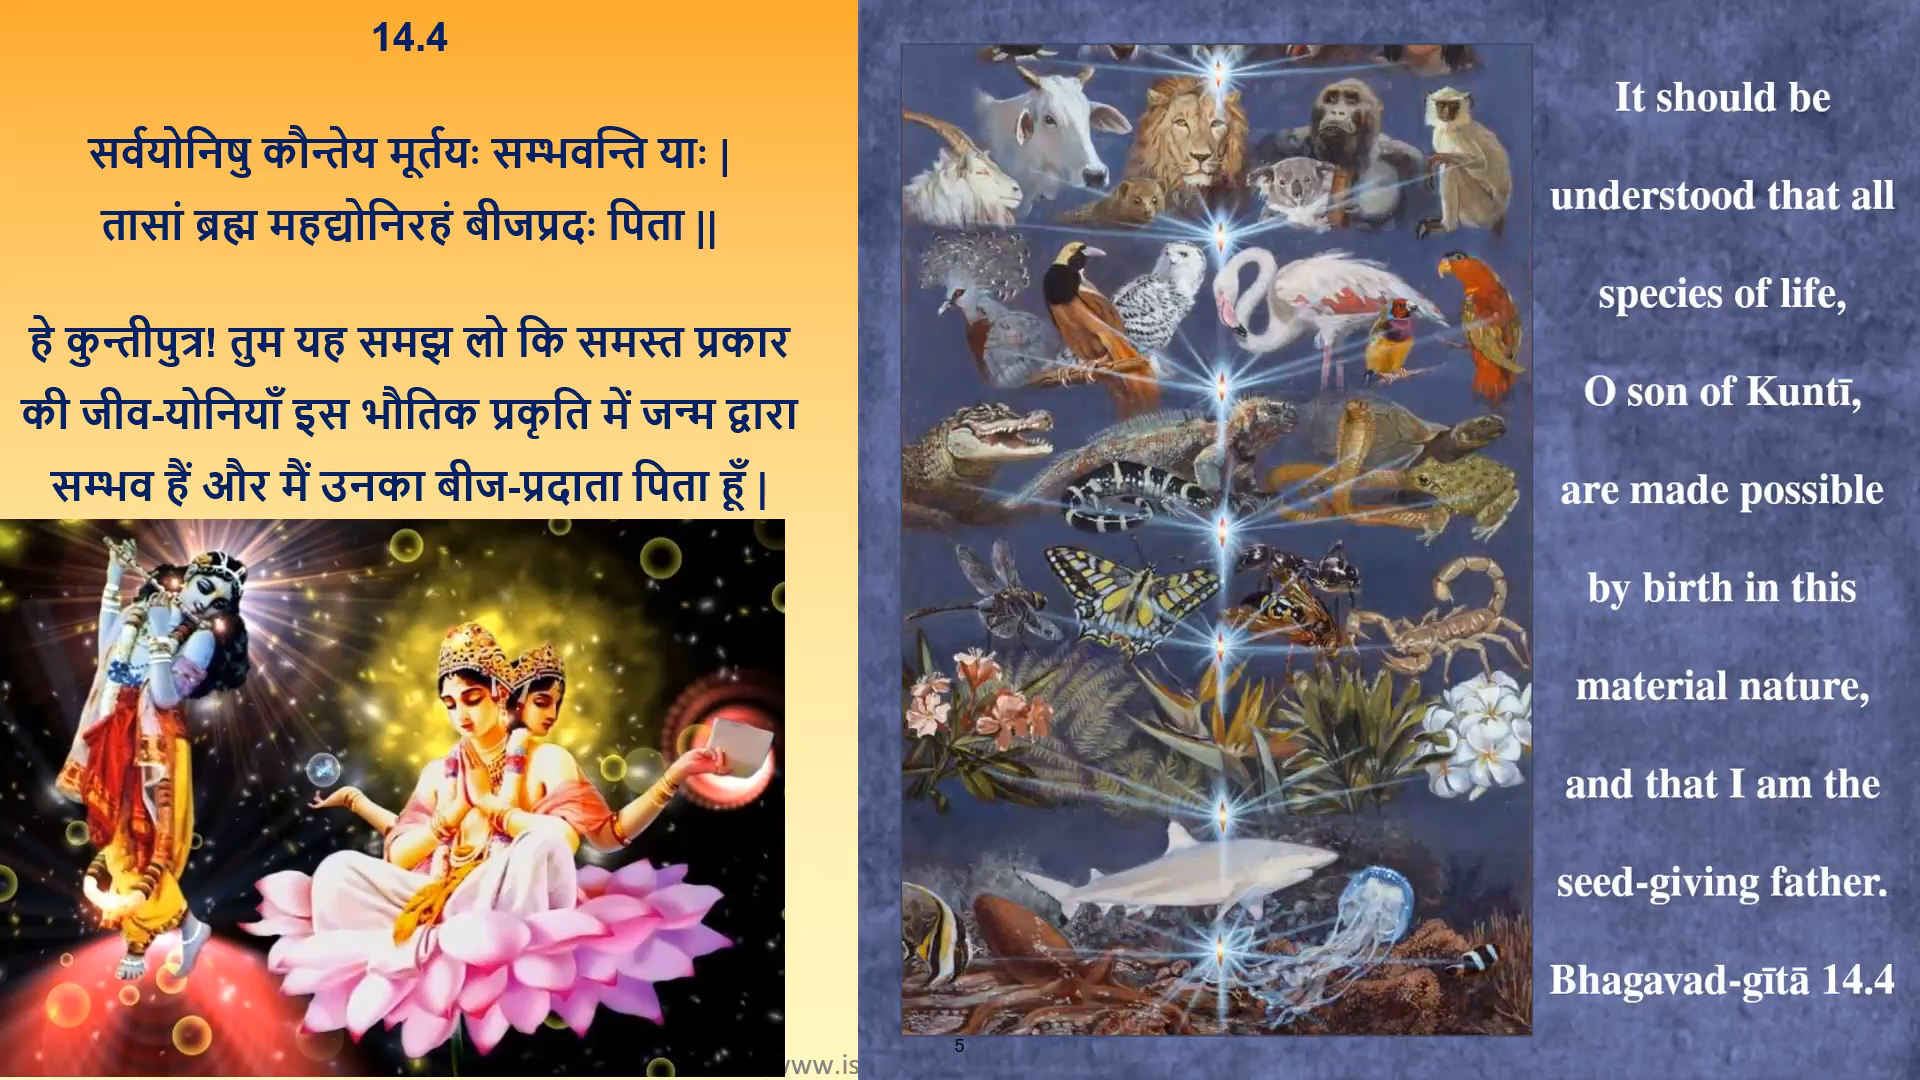 14.4
सर्वयोनिषु कौन्तेय मूर्तयः सम्भवन्ति याः |
तासां ब्रह्म महद्योनिरहं बीजप्रदः पिता ||
हे कुन्तीपुत्र! तुम यह समझ लो कि समस्त प्रकार
की जीव-योनियाँ इस भौतिक प्रकृति में जन्म द्वारा
सम्भव हैं और मैं उनका बीज-प्रदाता पिता हूँ |
It should be
understood that all
species of life,
O son of Kuntī,
are made possible
by birth in this
material nature,
and that I am the
seed-giving father.
Bhagavad-gītā 14.4
5